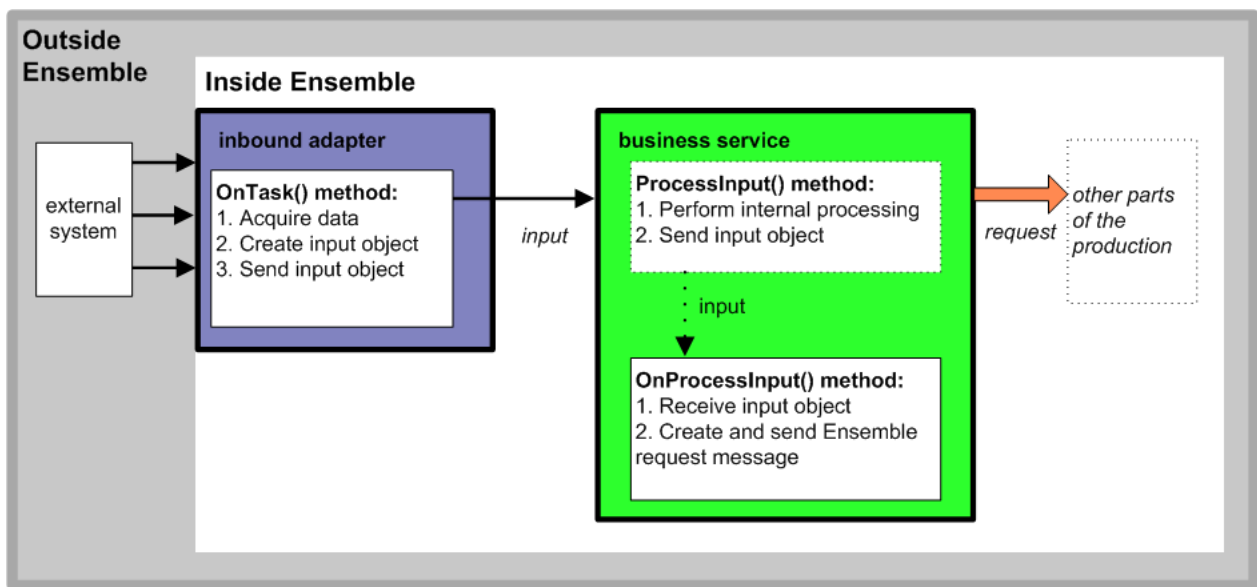 Outside
Ensemble
Inside Ensemble
external
system
inbound adapter
OnTask() method:
1. Acquire data
2. Create input object
3. Send input object
input
business service
ProcessInput() method:
1. Perform internal processing
2. Send input object
input
OnProcessInput() method:
1. Receive input object
2. Create and send Ensemble
request message
request
other parts
of the
production